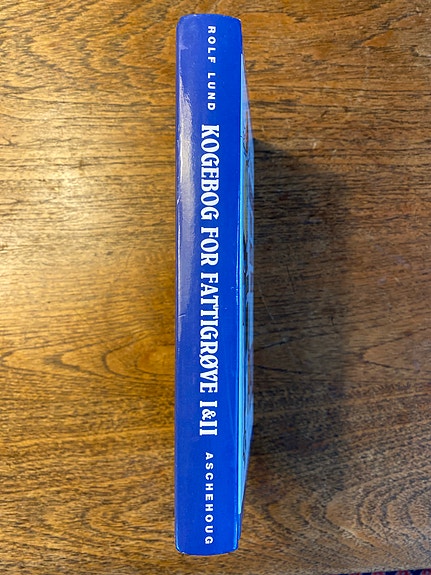 ROLF LUND
KOGEBOG FOR FATTIGRØVE I&II
ASCHEHOUG